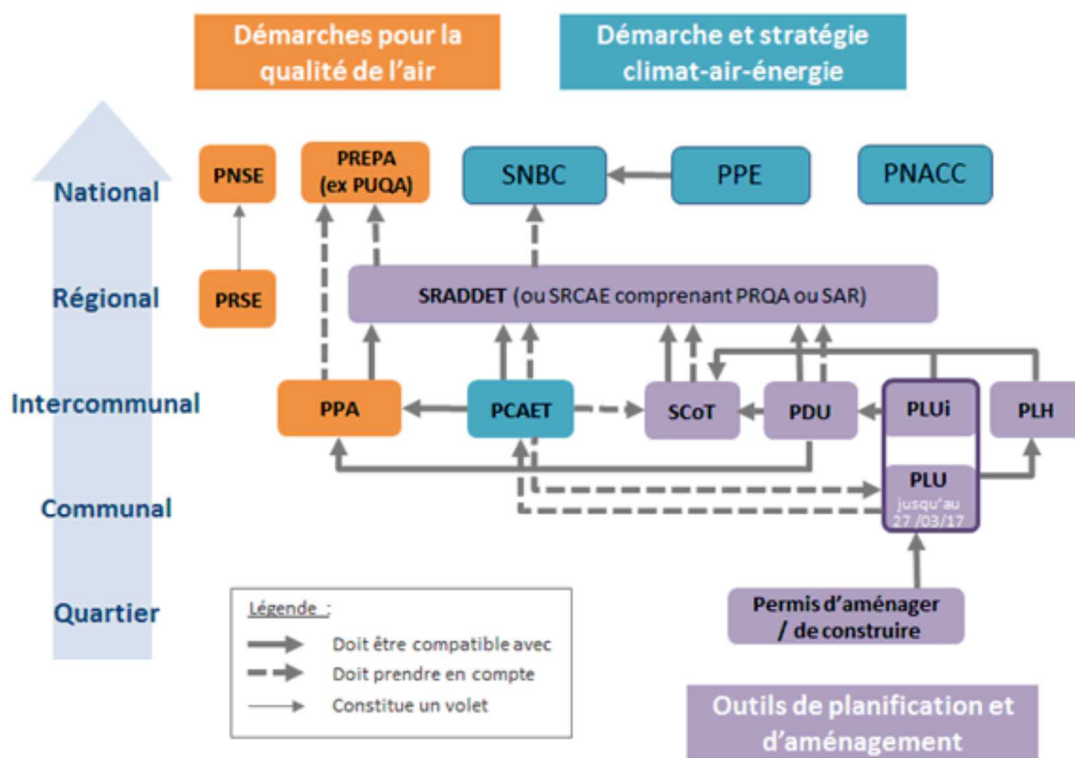 Démarches pour la
qualité de l'air
Démarche et stratégie
climat-air-énergie
National
PNSE
PREPA
(ex PUQA)
SNBC
PPE
PNACC
Régional
PRSE
SRADDET (ou SRCAE comprenant PRQA ou SAR)
Intercommunal
PPA
PCAET
SCoT
PDU
PLUi
PLH
Communal
PLU
jusqu'au
27 /03/17
Quartier
Permis d'aménager
/ de construire
Légende :
Doit être compatible avec
Doit prendre en compte
Constitue un volet
Outils de planification et
d'aménagement